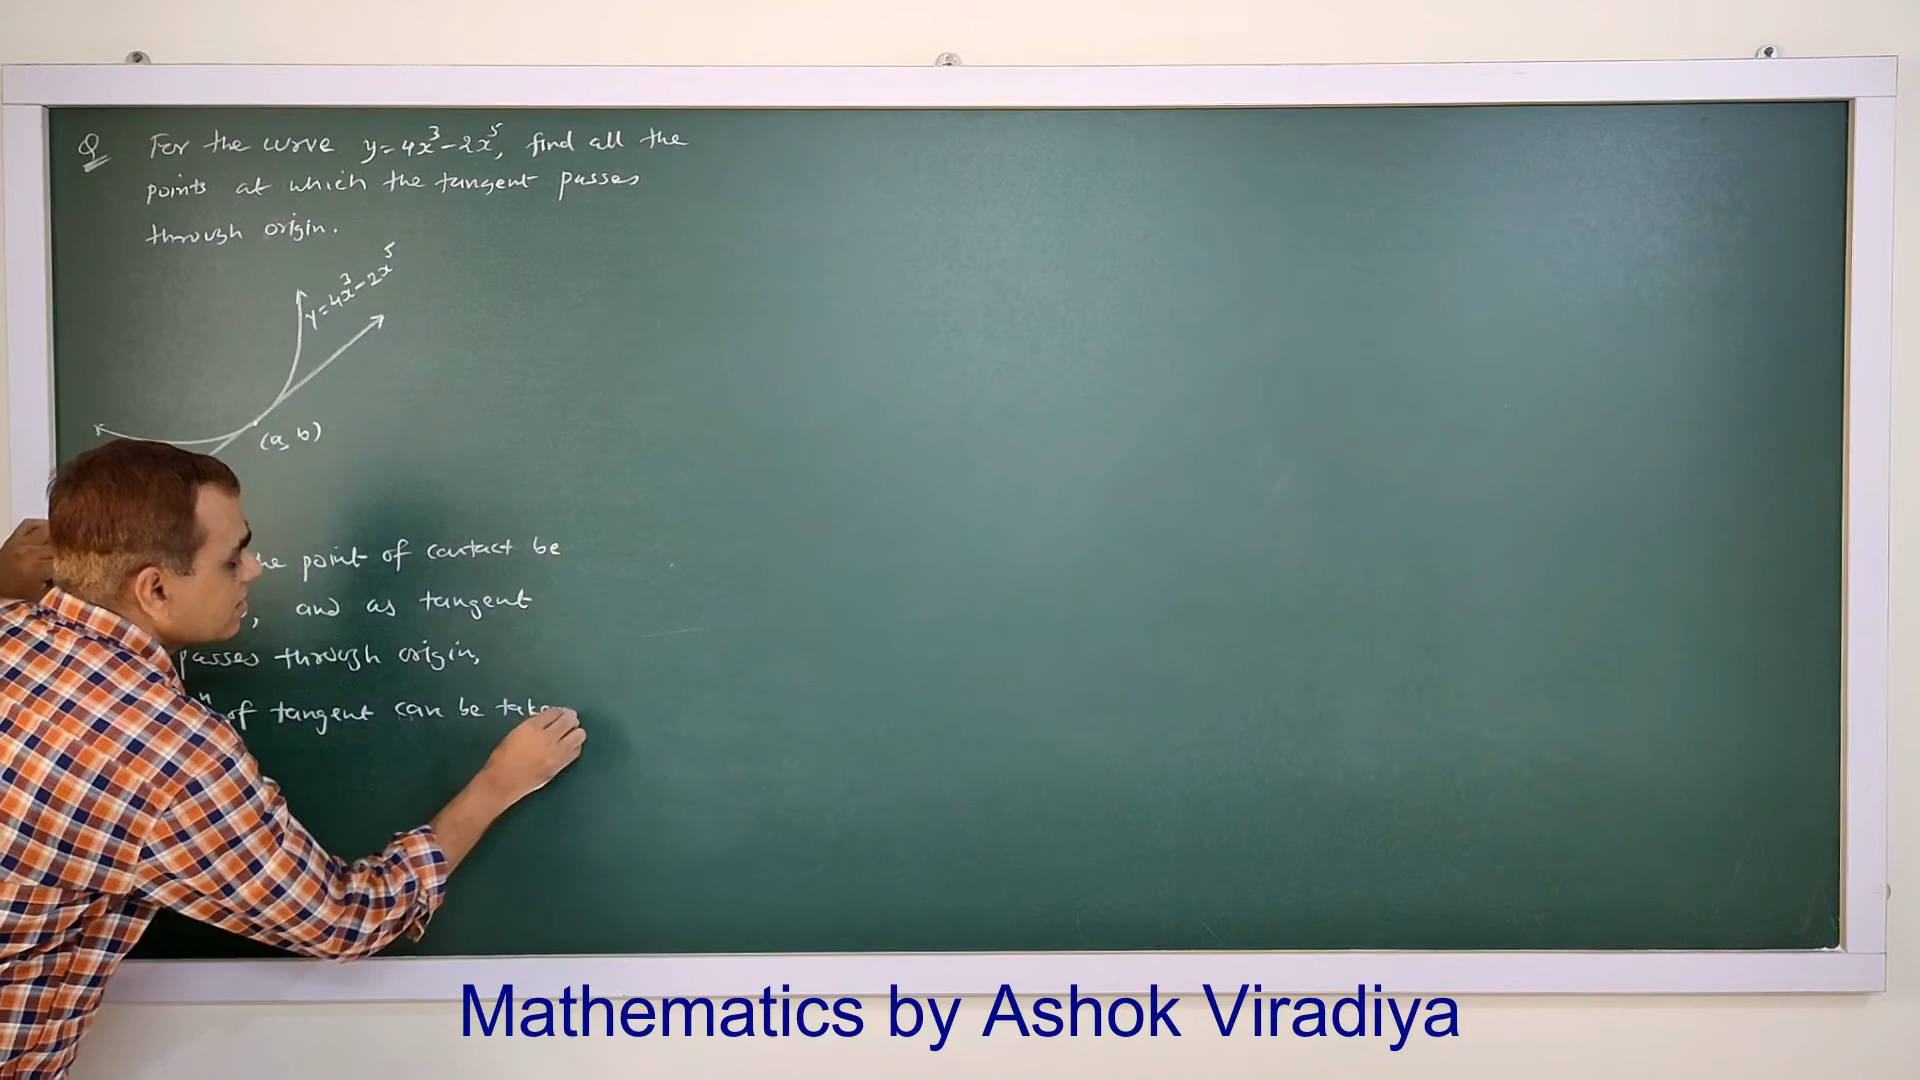 Q For the curve y=4x³-2x⁵, find all the
points at which the tangent passes
through origin.
y=4x³-2x⁵
(a, b)
point of contact be
, and as tangent
passes through origin,
of tangent can be
Mathematics by Ashok Viradiya